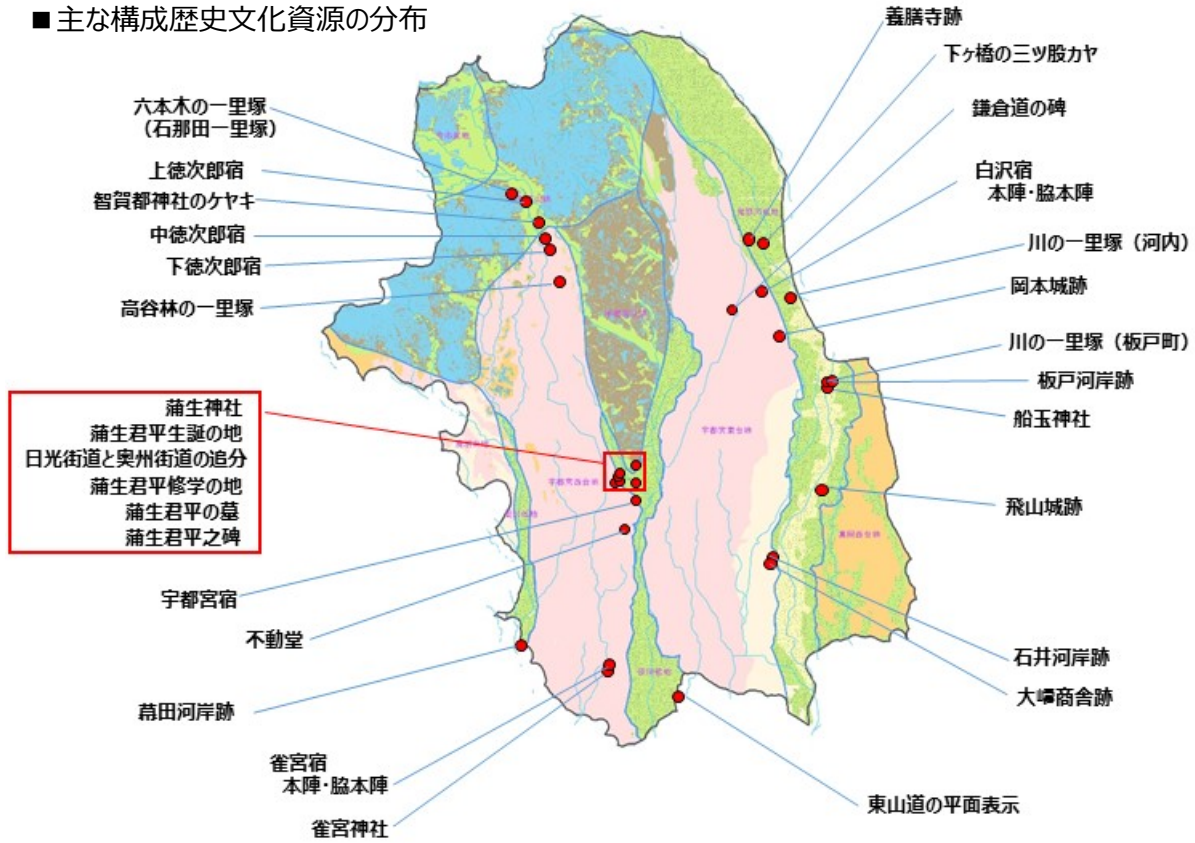 ■主な構成歴史文化資源の分布
六本木の一里塚
（石那田一里塚）
上徳次郎宿
智賀都神社のケヤキ
中徳次郎宿
下徳次郎宿
高谷林の一里塚
蒲生神社
蒲生君平生誕の地
日光街道と奥州街道の追分
蒲生君平修学の地
蒲生君平の墓
蒲生君平之碑
宇都宮宿
不動堂
幕田河岸跡
雀宮宿
本陣・脇本陣
雀宮神社
善膳寺跡
下ヶ橋の三ツ股カヤ
鎌倉道の碑
白沢宿
本陣・脇本陣
川の一里塚（河内）
岡本城跡
川の一里塚（板戸町）
板戸河岸跡
船玉神社
飛山城跡
石井河岸跡
商舎跡
東山道の平面表示